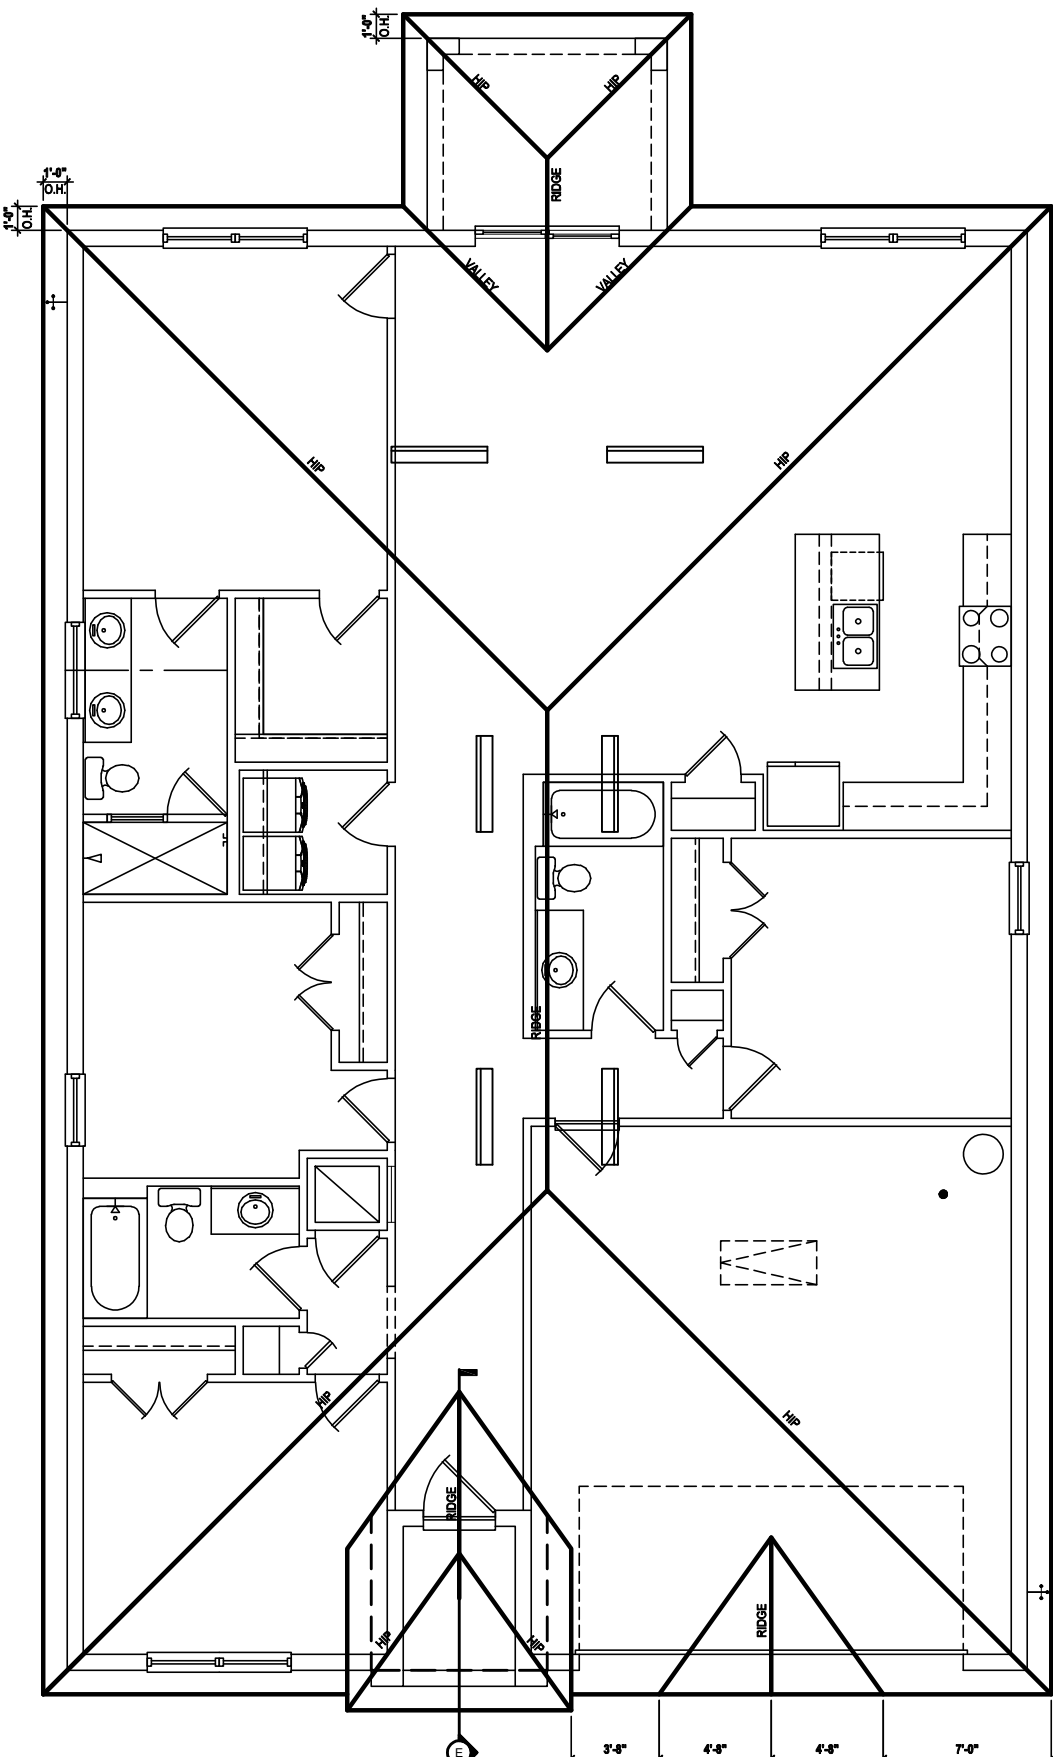 1'-0"
O.H.
HIP
HIP
RIDGE
1'-0"
O.H.
1'-0"
O.H.
VALLEY
VALLEY
HIP
HIP
RIDGE
HIP
HIP
RIDGE
RIDGE
HIP
HIP
E
3'-8"
4'-8"
4'-8"
7'-0"